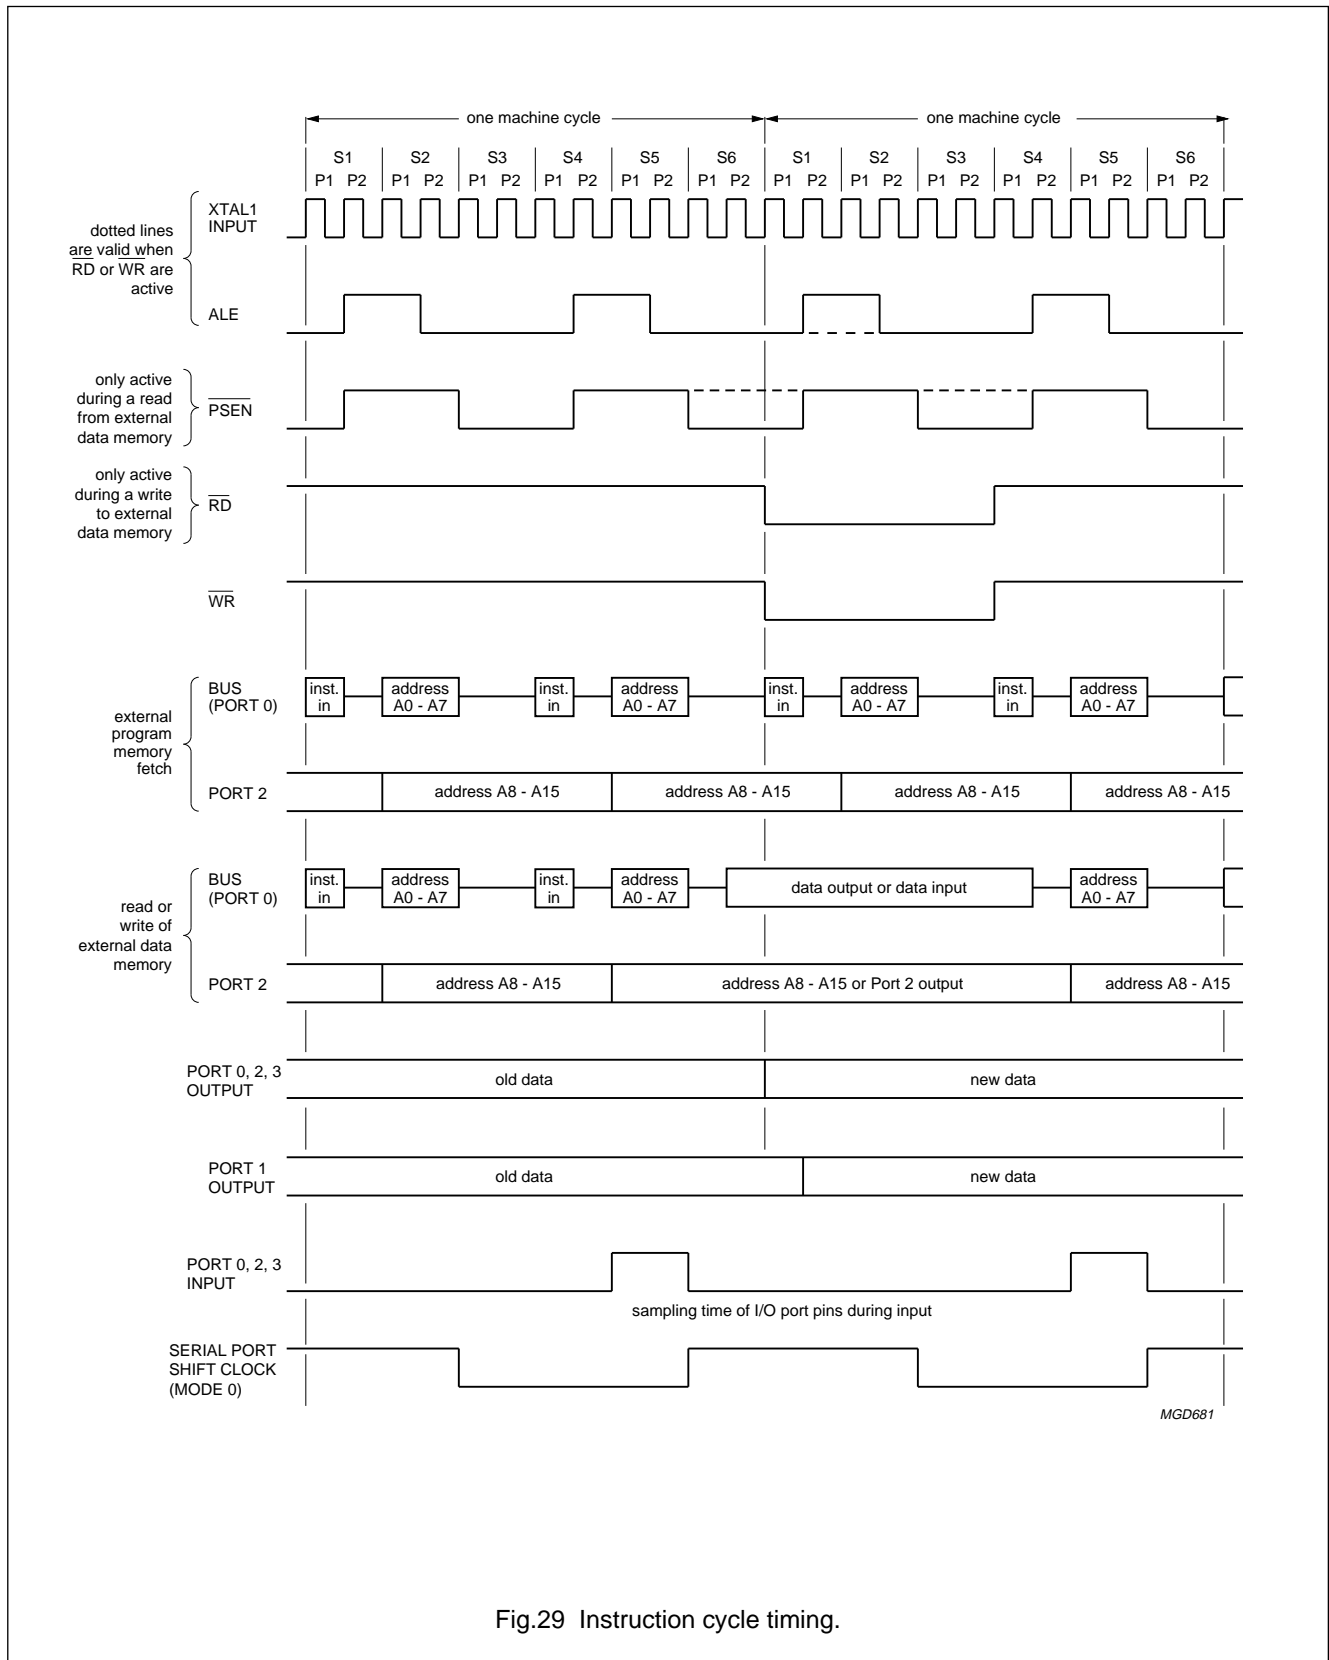 one machine cycle one machine cycle
S1 S2 S3 S4 S5 S6 S1 S2 S3 S4 S5 S6
P1 P2 P1 P2 P1 P2 P1 P2 P1 P2 P1 P2 P1 P2 P1 P2 P1 P2 P1 P2 P1 P2 P1 P2
XTAL1
INPUT
dotted lines
are valid when
RD or WR are
active
ALE
only active
during a read
from external
data memory
PSEN
only active
during a write
to external
data memory
RD
WR
external
program
memory
fetch
BUS
(PORT 0)
inst. address inst. address inst. address inst. address
in A0 - A7 in A0 - A7 in A0 - A7 in A0 - A7
PORT 2
address A8 - A15 address A8 - A15 address A8 - A15 address A8 - A15
read or
write of
external data
memory
BUS
(PORT 0)
inst. address inst. address data output or data input address
in A0 - A7 in A0 - A7 A0 - A7
PORT 2
address A8 - A15 address A8 - A15 or Port 2 output address A8 - A15
PORT 0, 2, 3
OUTPUT
old data new data
PORT 1
OUTPUT
old data new data
PORT 0, 2, 3
INPUT
sampling time of I/O port pins during input
SERIAL PORT
SHIFT CLOCK
(MODE 0)
MGD681
Fig.29 Instruction cycle timing.